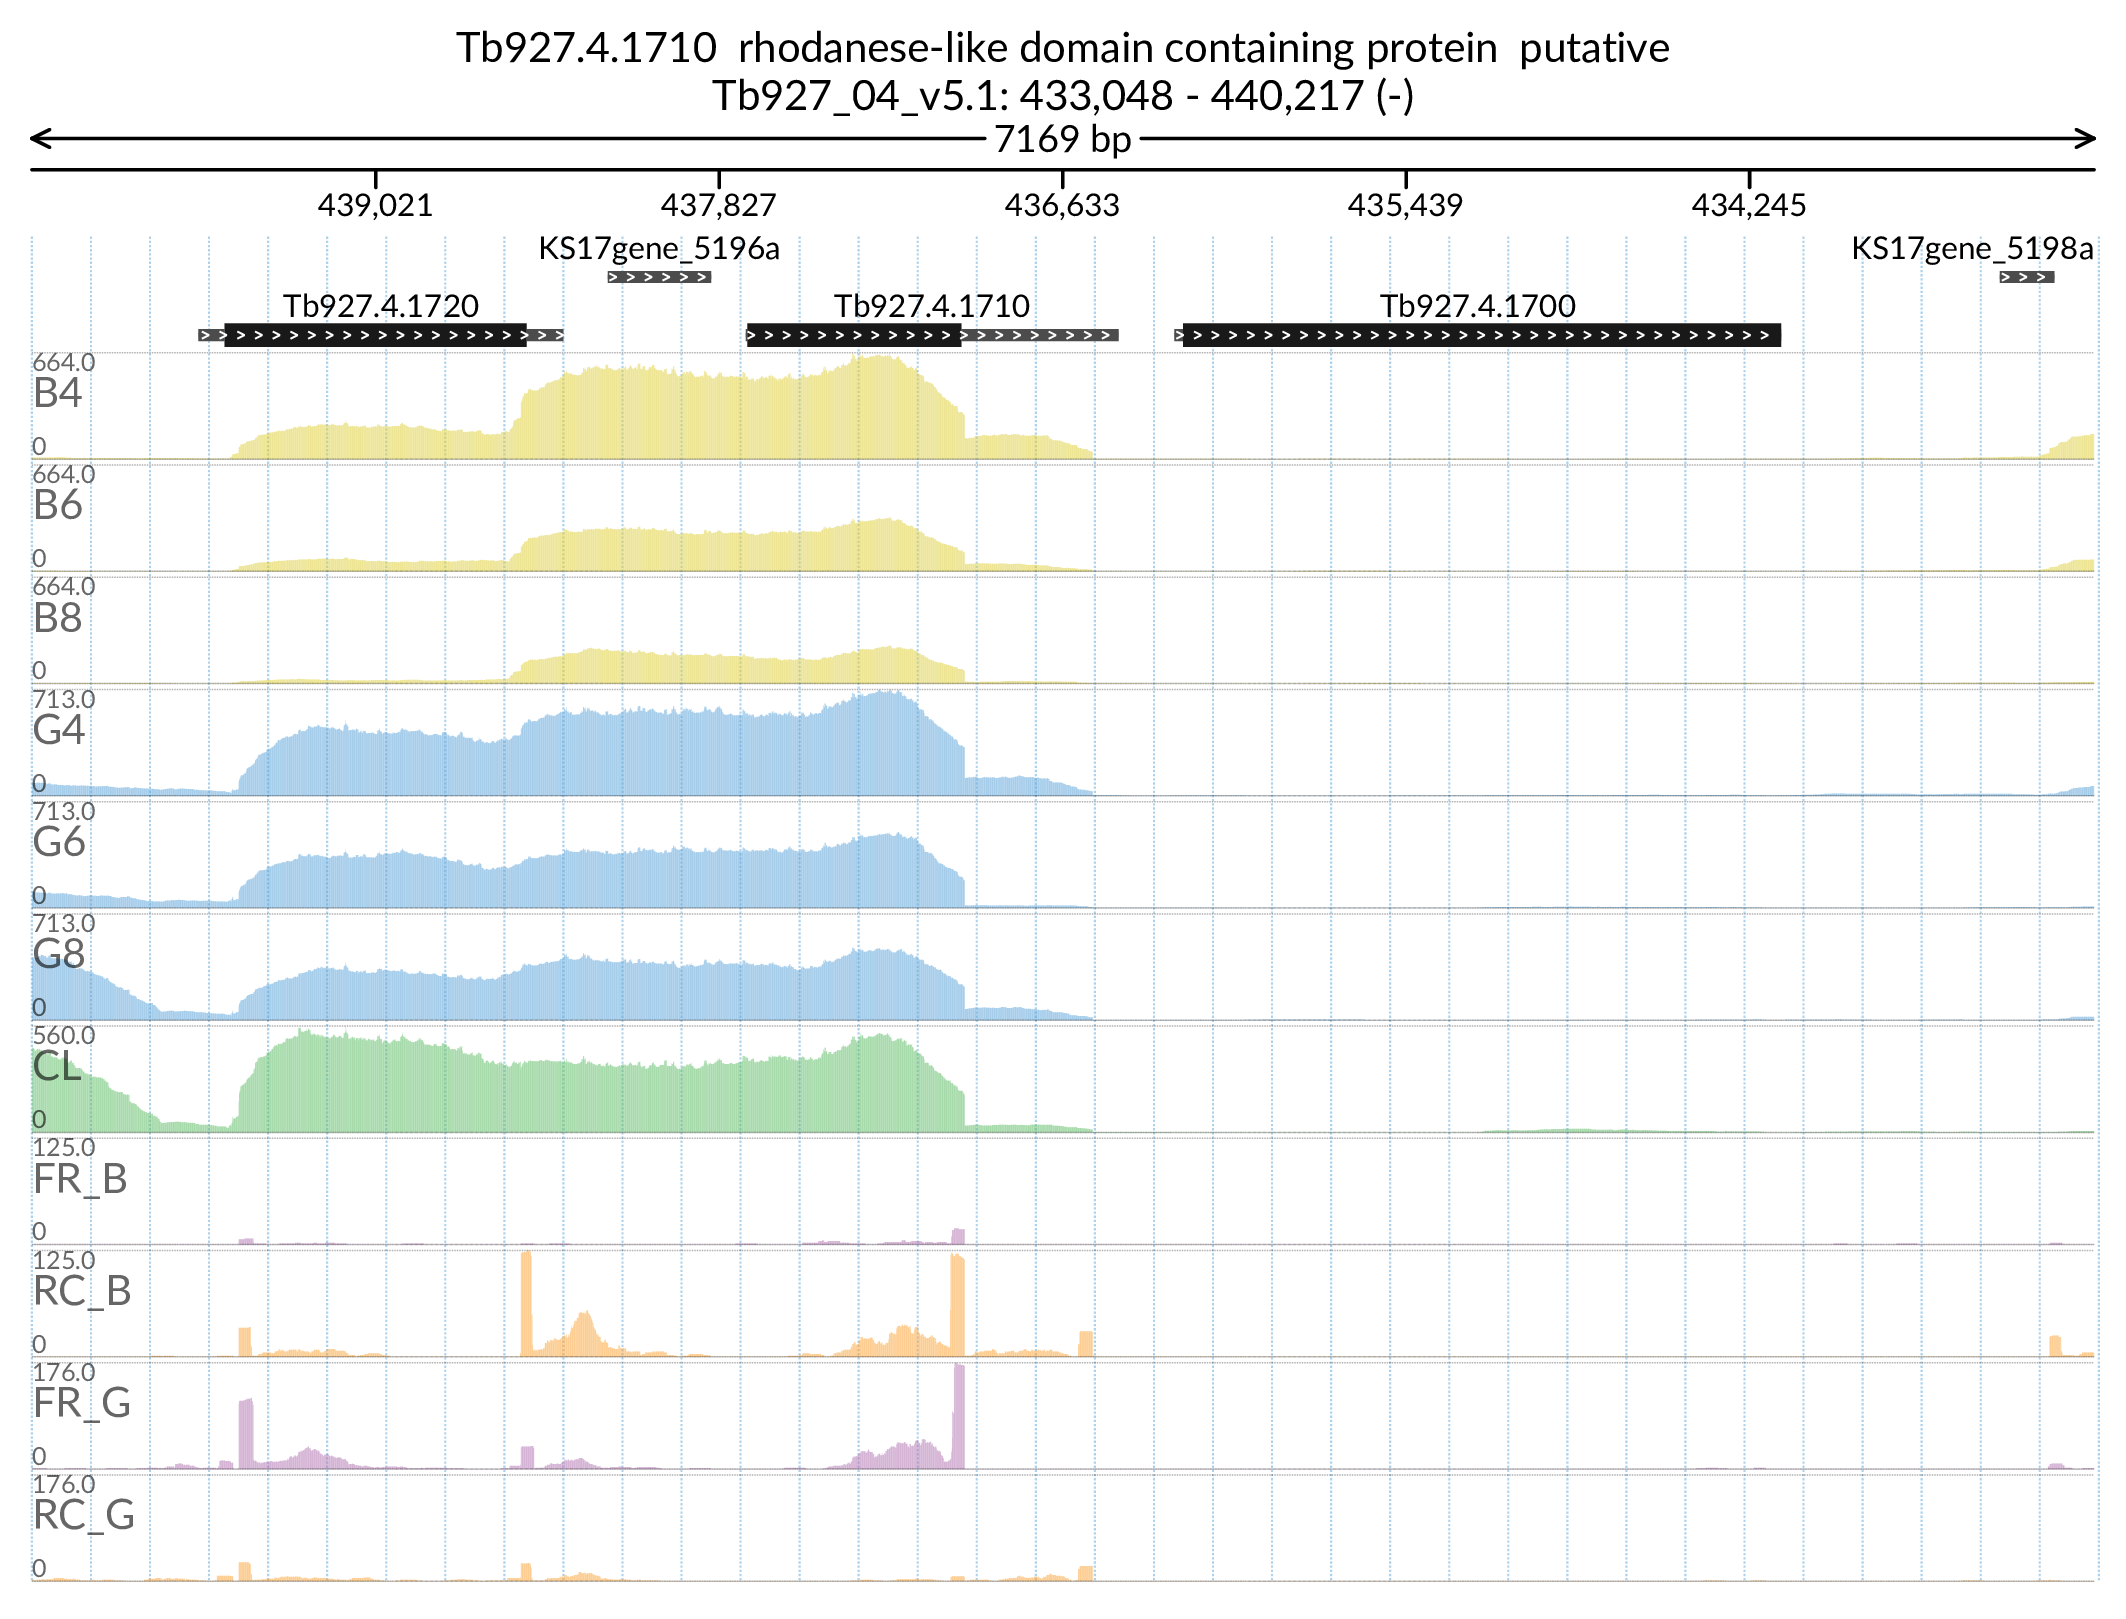 Tb927.4.1710  rhodanese-like domain containing protein  putative
Tb927_04_v5.1: 433,048 - 440,217 (-)
7169 bp
439,021 437,827 436,633 435,439 434,245
KS17gene_5196a KS17gene_5198a
Tb927.4.1720 Tb927.4.1710 Tb927.4.1700
664.0
B4
0
664.0
B6
0
664.0
B8
0
713.0
G4
0
713.0
G6
0
713.0
G8
0
560.0
CL
0
125.0
FR_B
0
125.0
RC_B
0
176.0
FR_G
0
176.0
RC_G
0